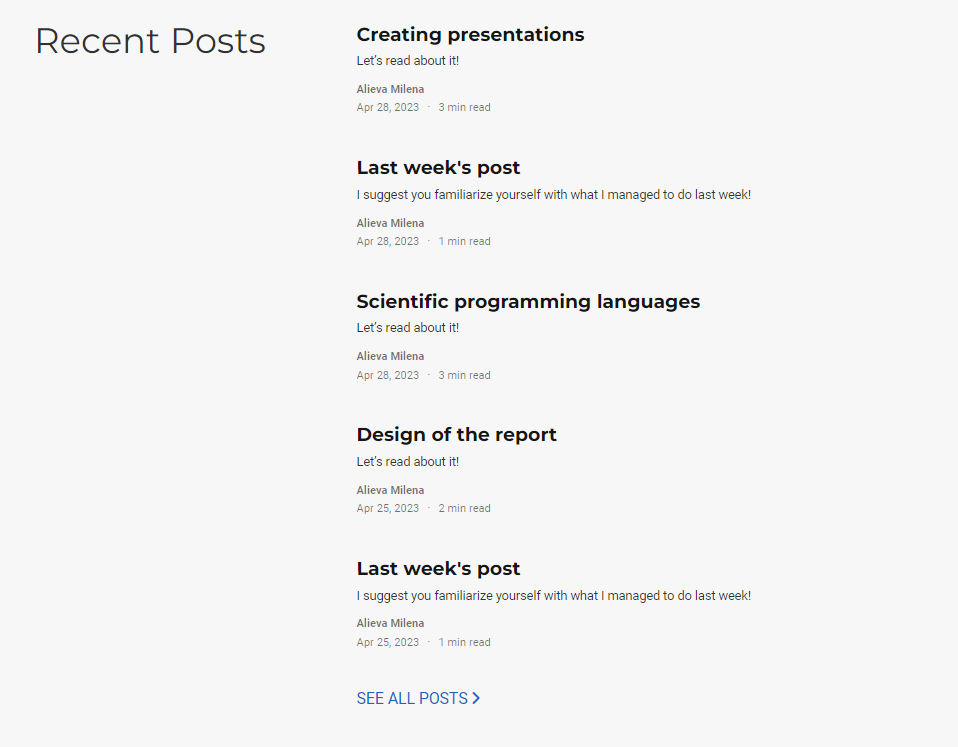 Recent Posts
Creating presentations
Let's read about it!
Alieva Milena
Apr 28, 2023 · 3 min read
Last week's post
I suggest you familiarize yourself with what I managed to do last week!
Alieva Milena
Apr 28, 2023 · 1 min read
Scientific programming languages
Let's read about it!
Alieva Milena
Apr 28, 2023 · 3 min read
Design of the report
Let's read about it!
Alieva Milena
Apr 25, 2023 · 2 min read
Last week's post
I suggest you familiarize yourself with what I managed to do last week!
Alieva Milena
Apr 25, 2023 · 1 min read
SEE ALL POSTS